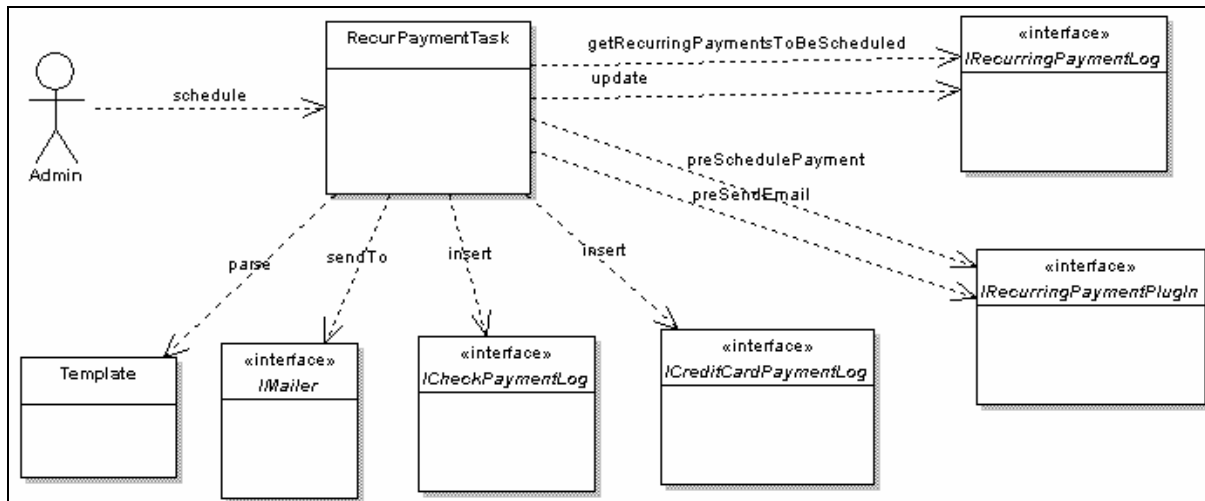 RecurPaymentTask
getRecurringPaymentsToBeScheduled
«interface»
IRecurringPaymentLog
update
schedule
Admin
preSchedulePayment
preSendEmail
parse
sendTo
insert
insert
«interface»
IRecurringPaymentPlugIn
Template
«interface»
IMailer
«interface»
ICheckPaymentLog
«interface»
ICreditCardPaymentLog